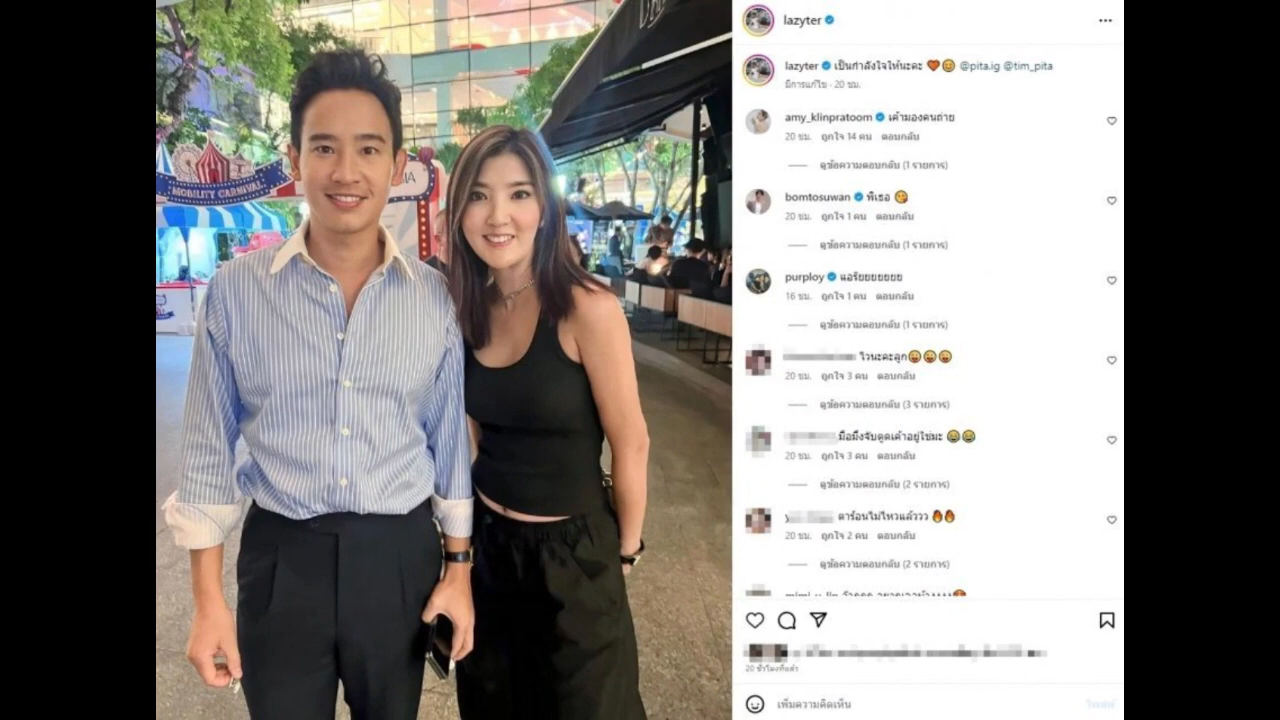 lazyter
lazyter เป็นกำลังใจให้นะคะ 🧡😊 @pita.ig @tim_pita
มีการแก้ไข · 20 ชม.
amy_klinpratoom เค้ามองคนถ่าย
20 ชม. ถูกใจ 14 คน ตอบกลับ
ดูข้อความตอบกลับ (1 รายการ)
bomtosuwan พี่เธอ 😘
20 ชม. ถูกใจ 1 คน ตอบกลับ
ดูข้อความตอบกลับ (1 รายการ)
purploy แอร๊ยยยยยยย
16 ชม. ถูกใจ 1 คน ตอบกลับ
ดูข้อความตอบกลับ (1 รายการ)
ไวนะคะลูก😜😜😜
20 ชม. ถูกใจ 3 คน ตอบกลับ
ดูข้อความตอบกลับ (3 รายการ)
มือมึงจับตูดเค้าอยู่ใช่มะ 😂😂
20 ชม. ถูกใจ 3 คน ตอบกลับ
ดูข้อความตอบกลับ (2 รายการ)
ตาร้อนไม่ไหวแล้ววว 🔥🔥
20 ชม. ถูกใจ 2 คน ตอบกลับ
ดูข้อความตอบกลับ (2 รายการ)
20 ชั่วโมงที่แล้ว
เพิ่มความคิดเห็น
โพสต์
MOBILITY CARNIVAL